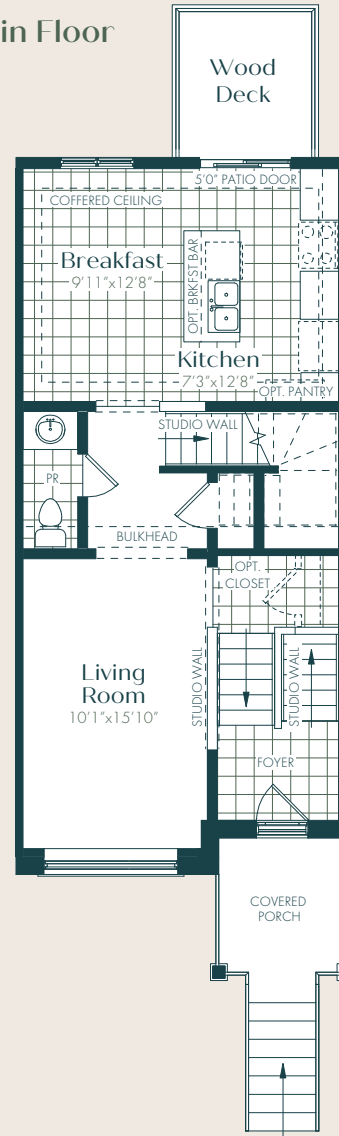 in Floor
Wood
Deck
5'0" PATIO DOOR
COFFERED CEILING
Breakfast
9'11"x12'8"
OPT. BRKFST BAR
Kitchen
7'3"x12'8"
OPT. PANTRY
STUDIO WALL
PR
BULKHEAD
OPT.
CLOSET
Living
Room
10'1"x15'10"
STUDIO WALL
STUDIO WALL
FOYER
COVERED
PORCH